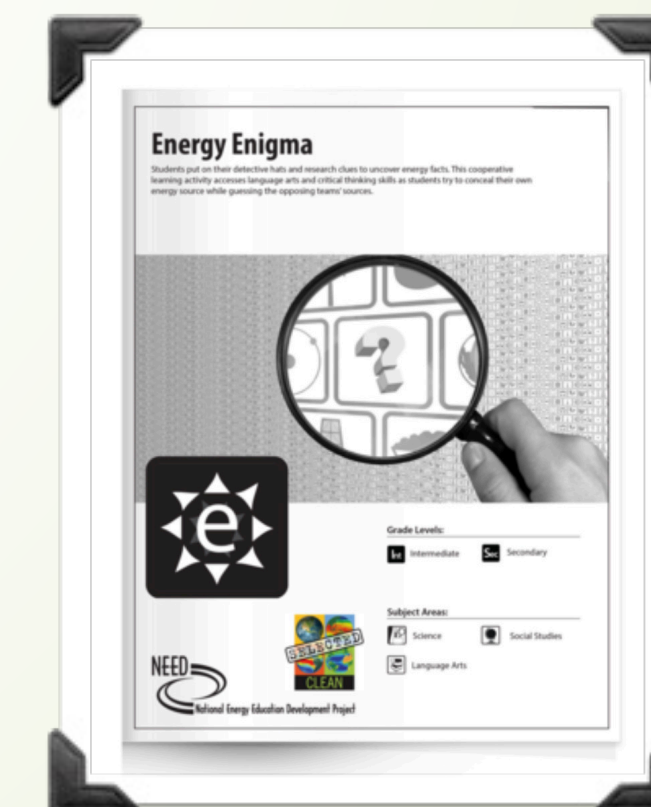 Energy Enigma
Students put on their detective hats and research clues to uncover energy facts. This cooperative
learning activity accesses language arts and critical thinking skills as students try to conceal their own
energy source while guessing the opposing teams' sources.
?
e
Grade Levels:
Int Intermediate
Sec Secondary
Subject Areas:
Science
Social Studies
Language Arts
SELECTED
CLEAN
NEED
National Energy Education Development Project